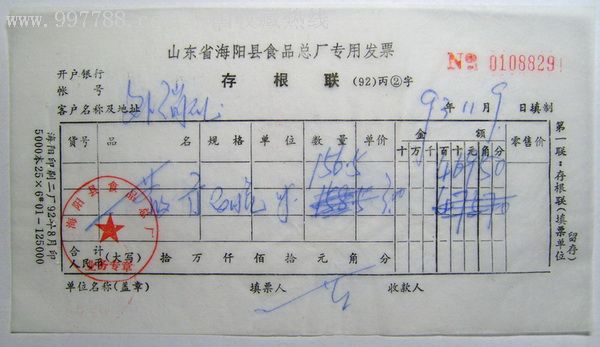 www.997788.com
山东省海阳县食品总厂专用发票
№ 0108829
开户银行
存根联 (92)丙②字
帐号
客户名称及地址
93年11月9日填制
货号 品名 规格 单位 数量 单价 金额 零售价
十万千百十元角分
156.5
3.00
469 50
合计
人民币(大写) 拾 万 仟 佰 拾 元 角 分
单位名称(盖章) 填票人 收款人
海阳县食品总厂
业务专章
海阳印刷二厂92年8月印
5000本25×6*01-125000
第一联:存根联(填票单位留存)